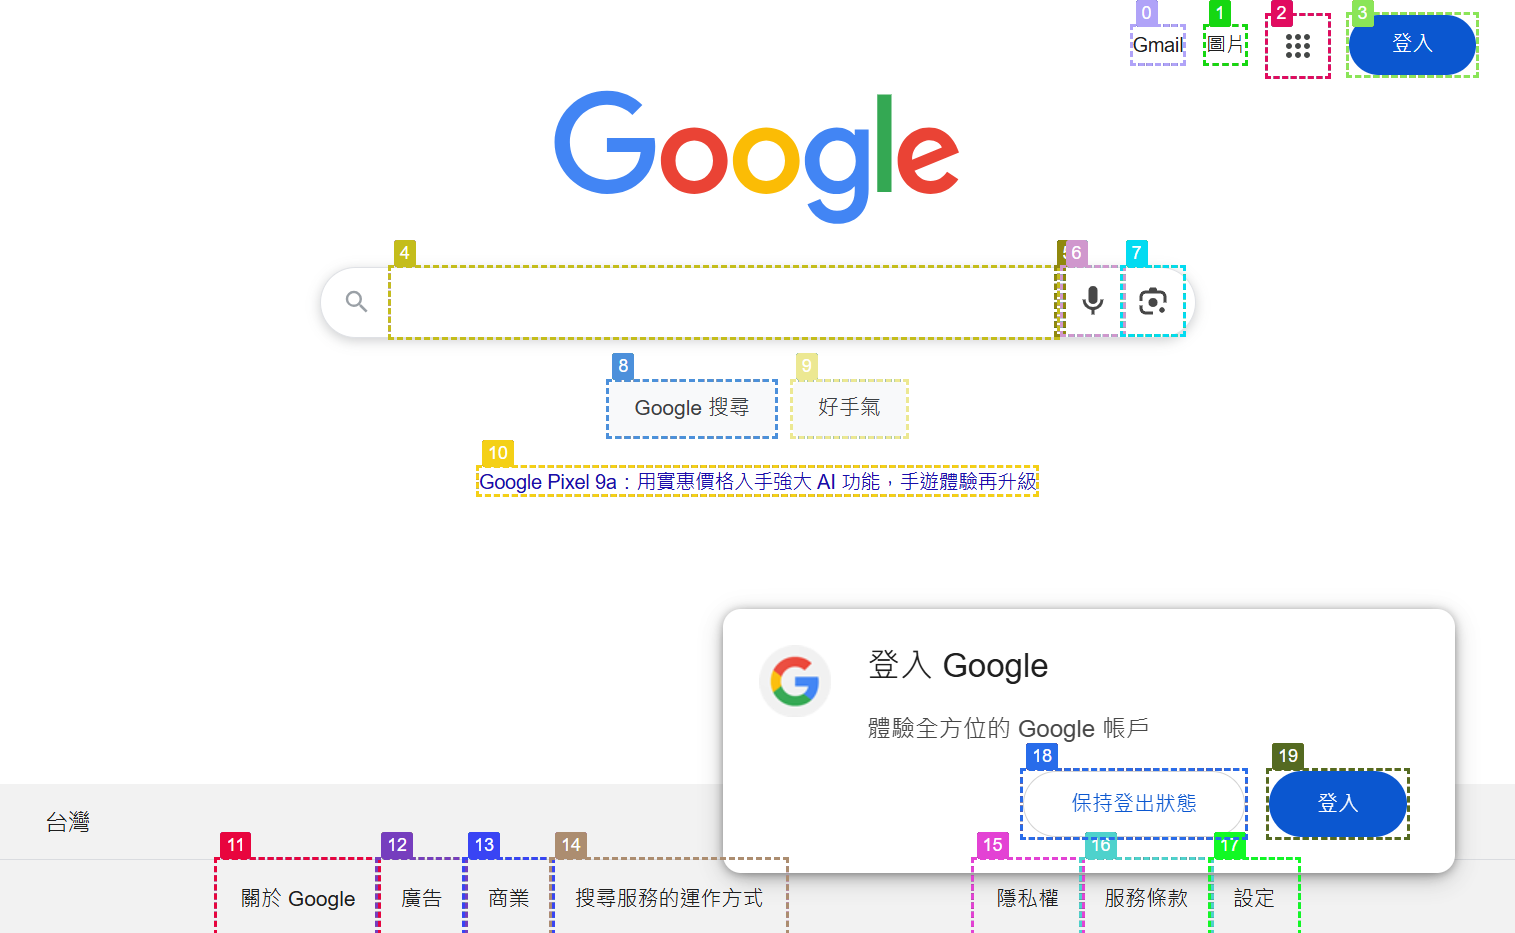 0 1 2 3
Gmail 圖片 登入
Google
4 6 7
8 9
Google 搜尋 好手氣
10
Google Pixel 9a：用實惠價格入手強大 AI 功能，手遊體驗再升級
登入 Google
體驗全方位的 Google 帳戶
18 19
保持登出狀態 登入
台灣
11 12 13 14 15 16 17
關於 Google 廣告 商業 搜尋服務的運作方式 隱私權 服務條款 設定